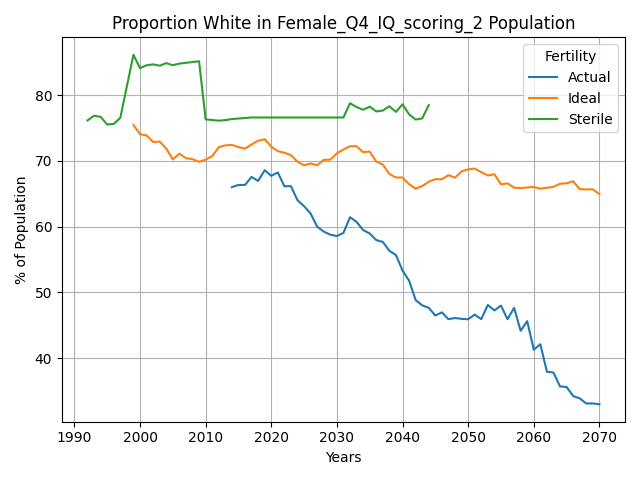 Proportion White in Female_Q4_IQ_scoring_2 Population
Fertility
Actual
Ideal
Sterile
% of Population
80
70
60
50
40
1990 2000 2010 2020 2030 2040 2050 2060 2070
Years